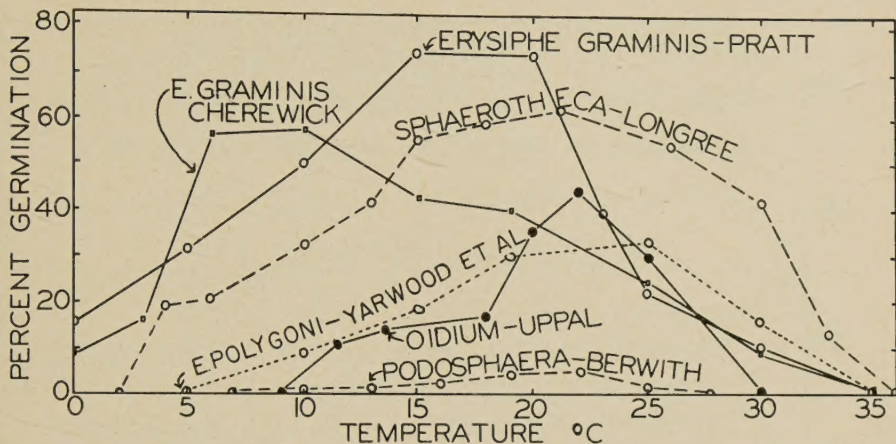 80
60
40
20
0
PERCENT GERMINATION
ERYSIPHE GRAMINIS-PRATT
E. GRAMINIS
CHEREWICK
SPHAEROTHECA-LONGREE
E. POLYGONI-YARWOOD ET AL
OIDIUM-UPPAL
PODOSPHAERA-BERWITH
0 5 10 15 20 25 30 35
TEMPERATURE °C